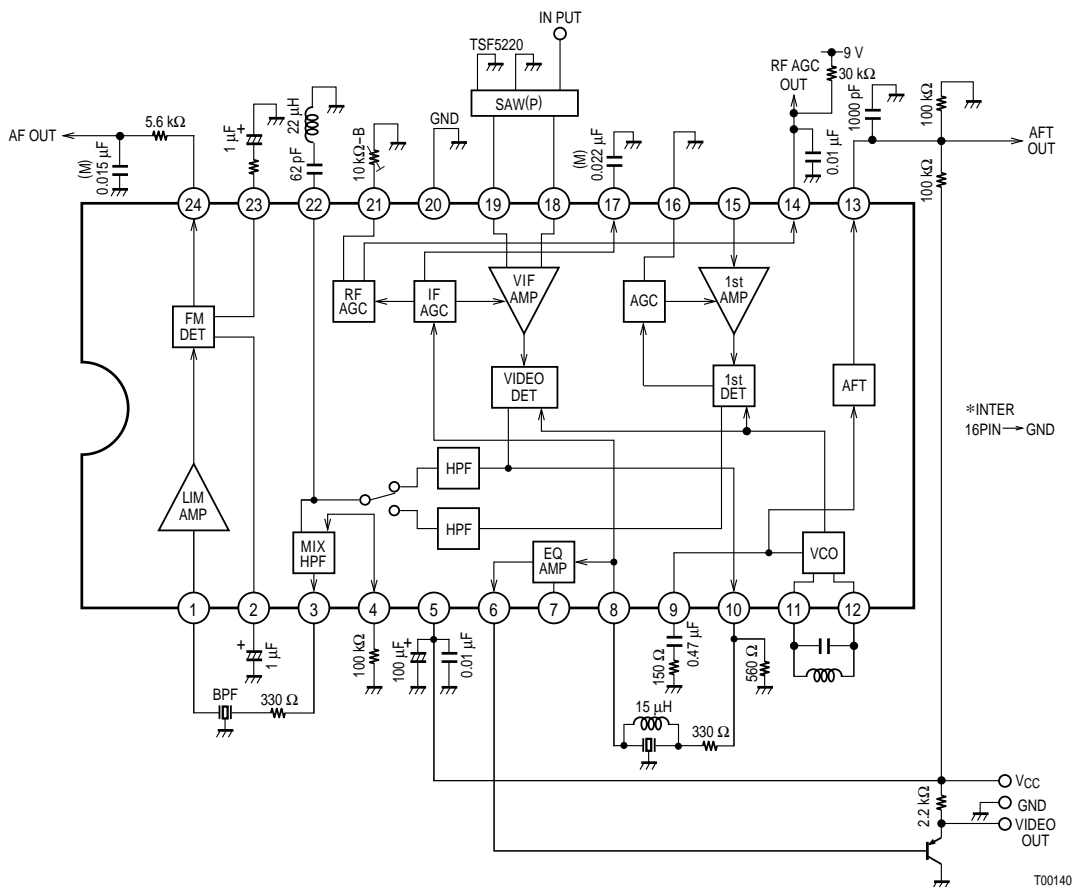 IN PUT
TSF5220
9 V
RF AGC
OUT
30 kΩ
1000 pF
100 kΩ
SAW(P)
AF OUT
5.6 kΩ
(M)
0.015 µF
1 µF
+
22 µH
62 pF
10 kΩ-B
GND
(M)
0.022 µF
0.01 µF
AFT
OUT
100 kΩ
24
23
22
21
20
19
18
17
16
15
14
13
FM
DET
RF
AGC
IF
AGC
VIF
AMP
AGC
1st
AMP
VIDEO
DET
1st
DET
AFT
*INTER
16PIN → GND
HPF
HPF
LIM
AMP
MIX
HPF
EQ
AMP
VCO
1
2
3
4
5
6
7
8
9
10
11
12
+
1 µF
100 kΩ
100 µF
+
0.01 µF
150 Ω
0.47 µF
560 Ω
BPF
330 Ω
15 µH
330 Ω
VCC
2.2 kΩ
GND
VIDEO
OUT
T00140